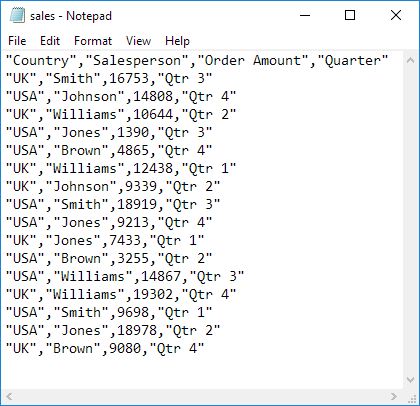 sales - Notepad
File Edit Format View Help
"Country","Salesperson","Order Amount","Quarter"
"UK","Smith",16753,"Qtr 3"
"USA","Johnson",14808,"Qtr 4"
"UK","Williams",10644,"Qtr 2"
"USA","Jones",1390,"Qtr 3"
"USA","Brown",4865,"Qtr 4"
"UK","Williams",12438,"Qtr 1"
"UK","Johnson",9339,"Qtr 2"
"USA","Smith",18919,"Qtr 3"
"USA","Jones",9213,"Qtr 4"
"UK","Jones",7433,"Qtr 1"
"USA","Brown",3255,"Qtr 2"
"USA","Williams",14867,"Qtr 3"
"UK","Williams",19302,"Qtr 4"
"USA","Smith",9698,"Qtr 1"
"USA","Jones",18978,"Qtr 2"
"UK","Brown",9080,"Qtr 4"